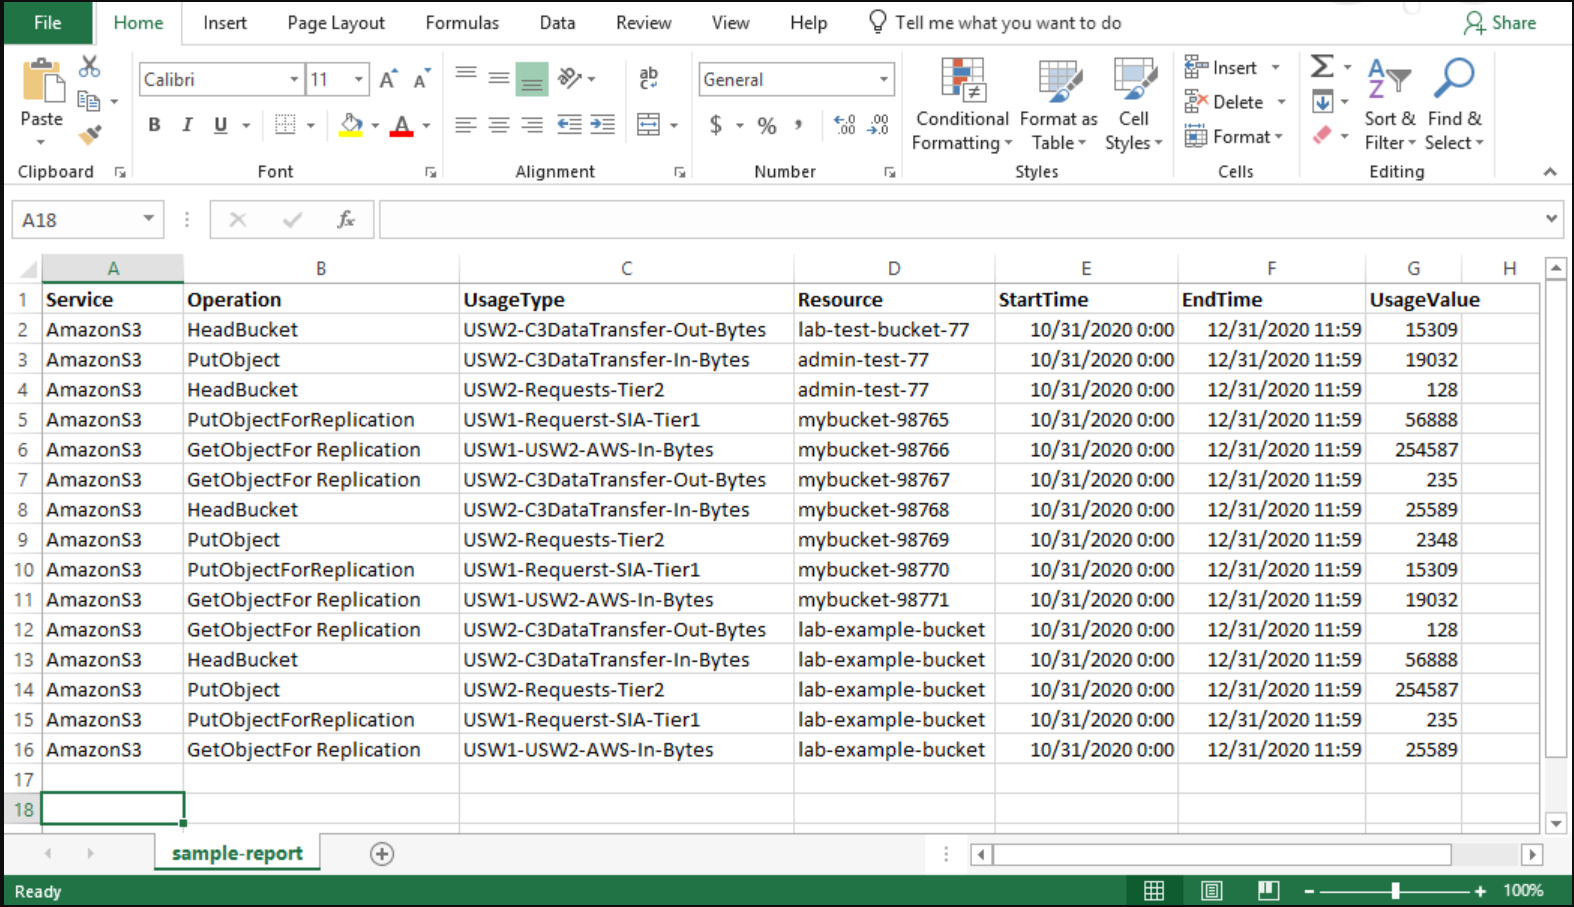 File Home Insert Page Layout Formulas Data Review View Help Tell me what you want to do Share
Calibri 11 General
Paste
B I U
$ % ,
Conditional Formatting
Format as Table
Cell Styles
Insert
Delete
Format
Sort & Filter
Find & Select
Clipboard Font Alignment Number Styles Cells Editing
A18 fx
A B C D E F G H
1 Service Operation UsageType Resource StartTime EndTime UsageValue
2 AmazonS3 HeadBucket USW2-C3DataTransfer-Out-Bytes lab-test-bucket-77 10/31/2020 0:00 12/31/2020 11:59 15309
3 AmazonS3 PutObject USW2-C3DataTransfer-In-Bytes admin-test-77 10/31/2020 0:00 12/31/2020 11:59 19032
4 AmazonS3 HeadBucket USW2-Requests-Tier2 admin-test-77 10/31/2020 0:00 12/31/2020 11:59 128
5 AmazonS3 PutObjectForReplication USW1-Requerst-SIA-Tier1 mybucket-98765 10/31/2020 0:00 12/31/2020 11:59 56888
6 AmazonS3 GetObjectFor Replication USW1-USW2-AWS-In-Bytes mybucket-98766 10/31/2020 0:00 12/31/2020 11:59 254587
7 AmazonS3 GetObjectFor Replication USW2-C3DataTransfer-Out-Bytes mybucket-98767 10/31/2020 0:00 12/31/2020 11:59 235
8 AmazonS3 HeadBucket USW2-C3DataTransfer-In-Bytes mybucket-98768 10/31/2020 0:00 12/31/2020 11:59 25589
9 AmazonS3 PutObject USW2-Requests-Tier2 mybucket-98769 10/31/2020 0:00 12/31/2020 11:59 2348
10 AmazonS3 PutObjectForReplication USW1-Requerst-SIA-Tier1 mybucket-98770 10/31/2020 0:00 12/31/2020 11:59 15309
11 AmazonS3 GetObjectFor Replication USW1-USW2-AWS-In-Bytes mybucket-98771 10/31/2020 0:00 12/31/2020 11:59 19032
12 AmazonS3 GetObjectFor Replication USW2-C3DataTransfer-Out-Bytes lab-example-bucket 10/31/2020 0:00 12/31/2020 11:59 128
13 AmazonS3 HeadBucket USW2-C3DataTransfer-In-Bytes lab-example-bucket 10/31/2020 0:00 12/31/2020 11:59 56888
14 AmazonS3 PutObject USW2-Requests-Tier2 lab-example-bucket 10/31/2020 0:00 12/31/2020 11:59 254587
15 AmazonS3 PutObjectForReplication USW1-Requerst-SIA-Tier1 lab-example-bucket 10/31/2020 0:00 12/31/2020 11:59 235
16 AmazonS3 GetObjectFor Replication USW1-USW2-AWS-In-Bytes lab-example-bucket 10/31/2020 0:00 12/31/2020 11:59 25589
17
18
sample-report
Ready 100%